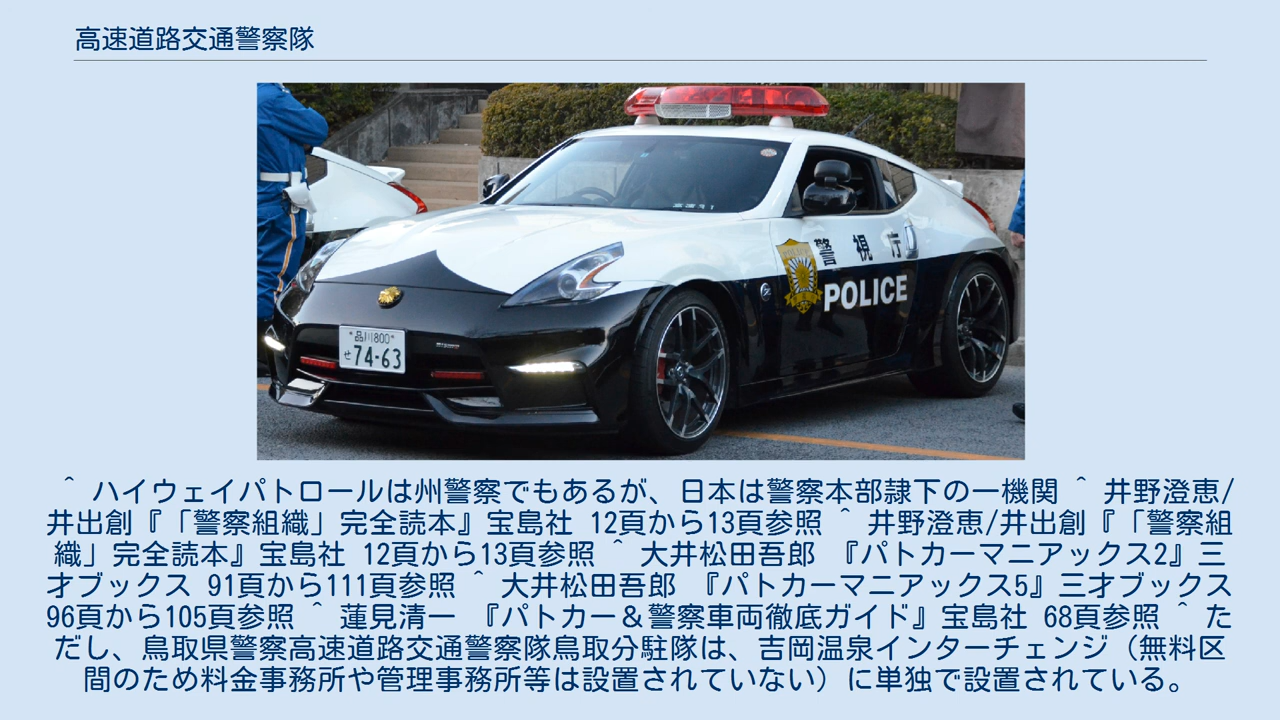 高速道路交通警察隊
警視庁
POLICE
品川800
せ 74-63
^ ハイウェイパトロールは州警察でもあるが、日本は警察本部隷下の一機関 ^ 井野澄恵/
井出創『「警察組織」完全読本』宝島社 12頁から13頁参照 ^ 井野澄恵/井出創『「警察組
織」完全読本』宝島社 12頁から13頁参照 ^ 大井松田吾郎 『パトカーマニアックス2』三
才ブックス 91頁から111頁参照 ^ 大井松田吾郎 『パトカーマニアックス5』三才ブックス
96頁から105頁参照 ^ 蓮見清一 『パトカー＆警察車両徹底ガイド』宝島社 68頁参照 ^ た
だし、鳥取県警察高速道路交通警察隊鳥取分駐隊は、吉岡温泉インターチェンジ（無料区
間のため料金事務所や管理事務所等は設置されていない）に単独で設置されている。